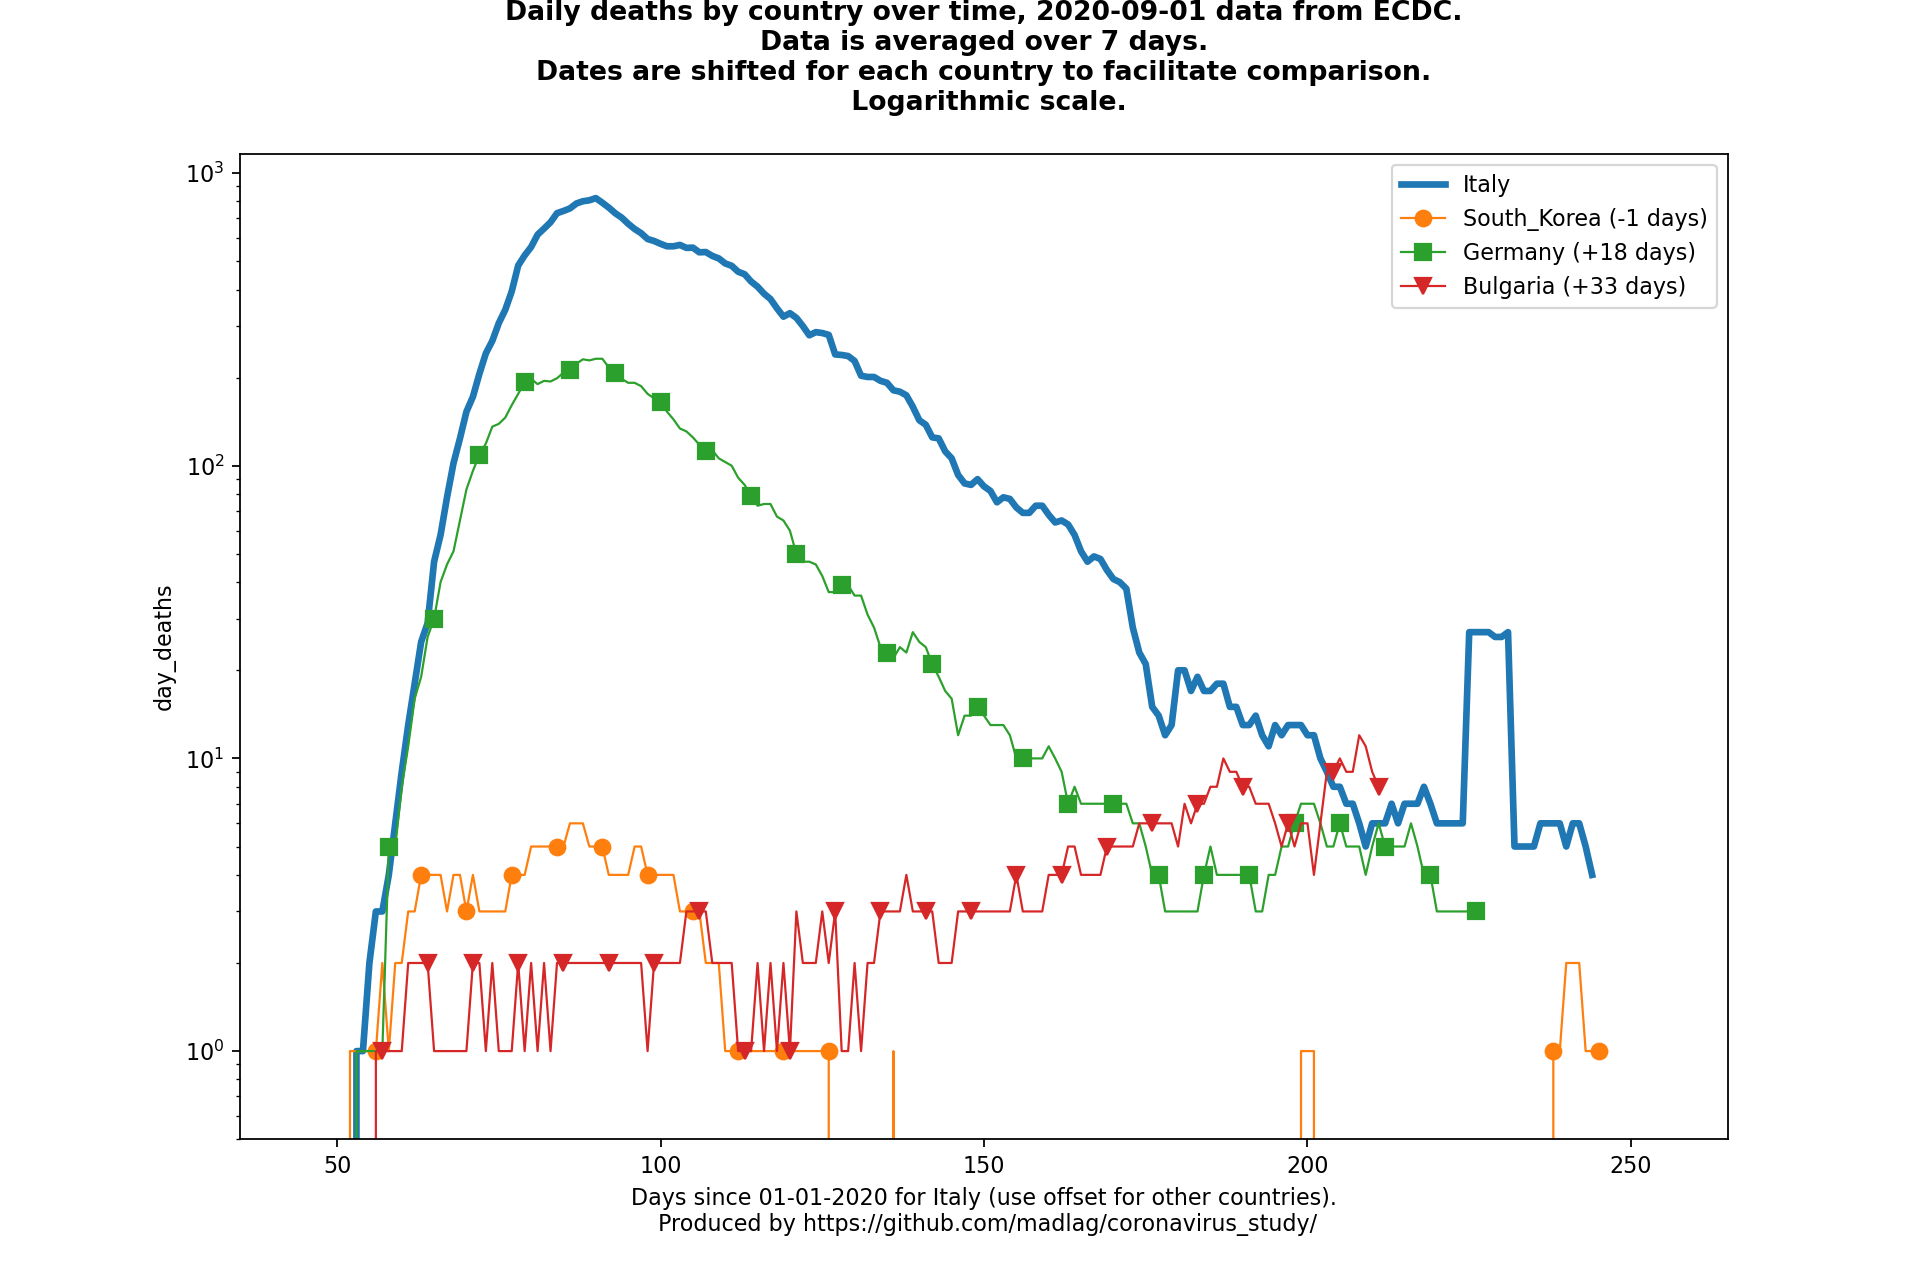 Daily deaths by country over time, 2020-09-01 data from ECDC.
Data is averaged over 7 days.
Dates are shifted for each country to facilitate comparison.
Logarithmic scale.
10³
10²
10¹
10⁰
day_deaths
Italy
South_Korea (-1 days)
Germany (+18 days)
Bulgaria (+33 days)
50
100
150
200
250
Days since 01-01-2020 for Italy (use offset for other countries).
Produced by https://github.com/madlag/coronavirus_study/